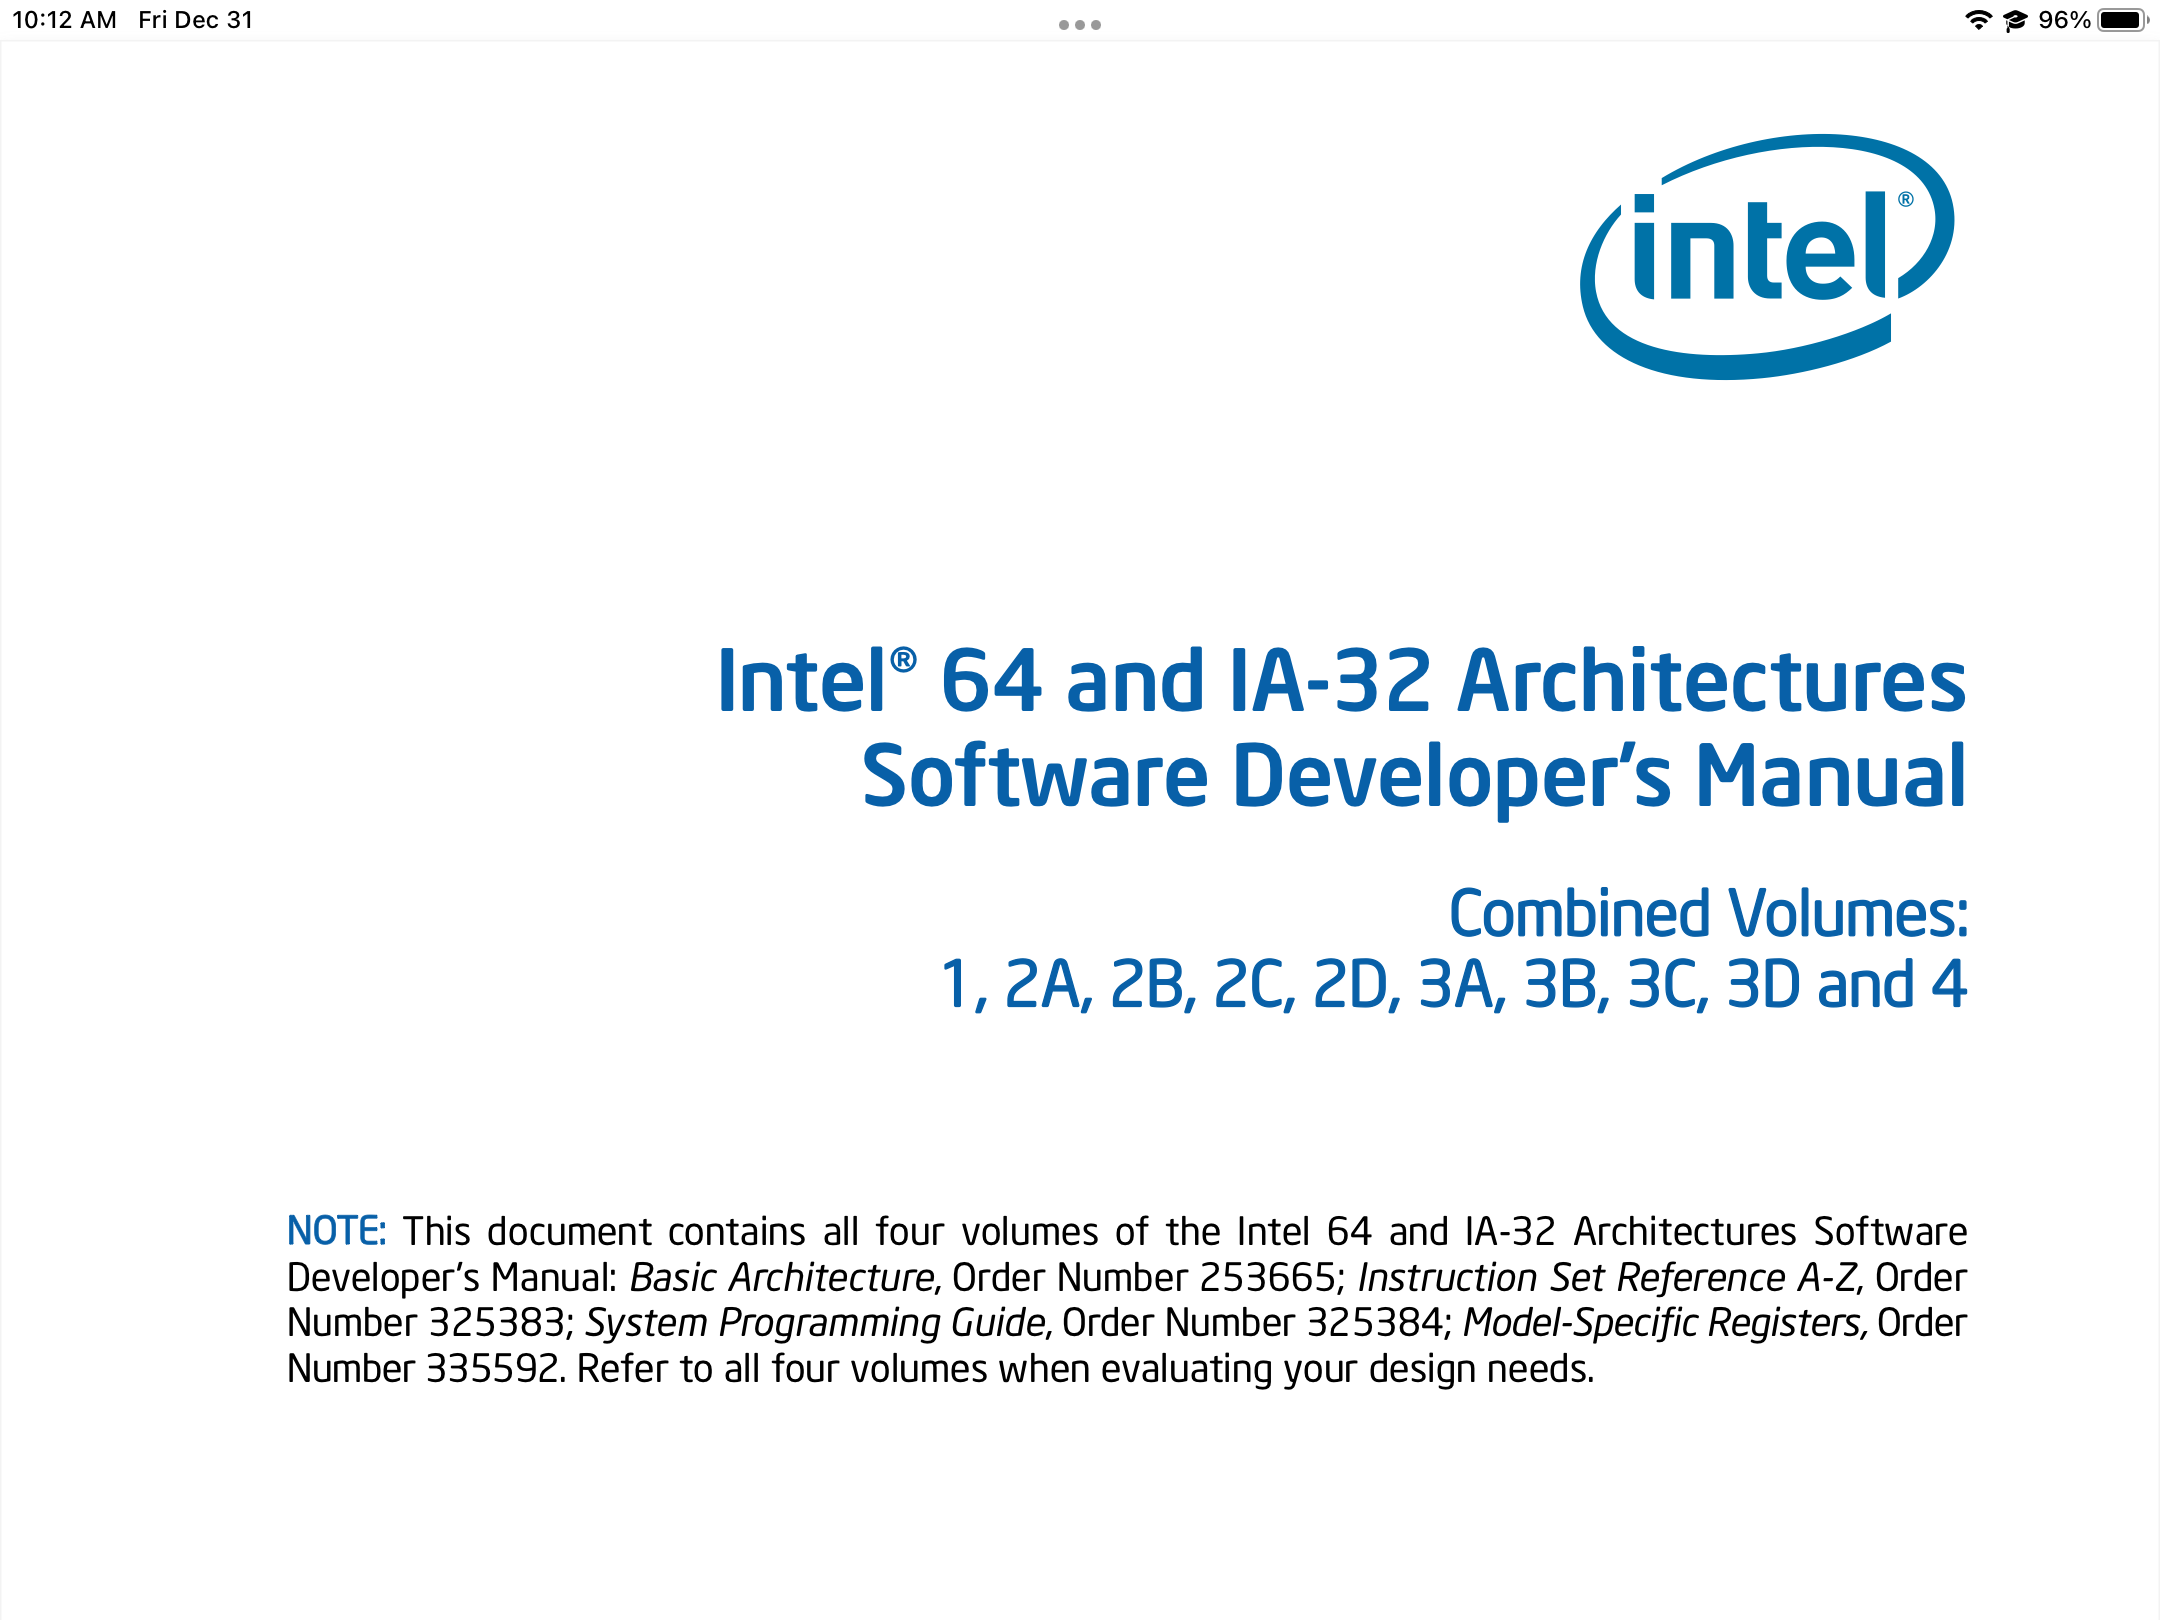 10:12 AM Fri Dec 31
96%
intel®
Intel® 64 and IA-32 Architectures
Software Developer’s Manual
Combined Volumes:
1, 2A, 2B, 2C, 2D, 3A, 3B, 3C, 3D and 4
NOTE: This document contains all four volumes of the Intel 64 and IA-32 Architectures Software
Developer’s Manual: Basic Architecture, Order Number 253665; Instruction Set Reference A-Z, Order
Number 325383; System Programming Guide, Order Number 325384; Model-Specific Registers, Order
Number 335592. Refer to all four volumes when evaluating your design needs.